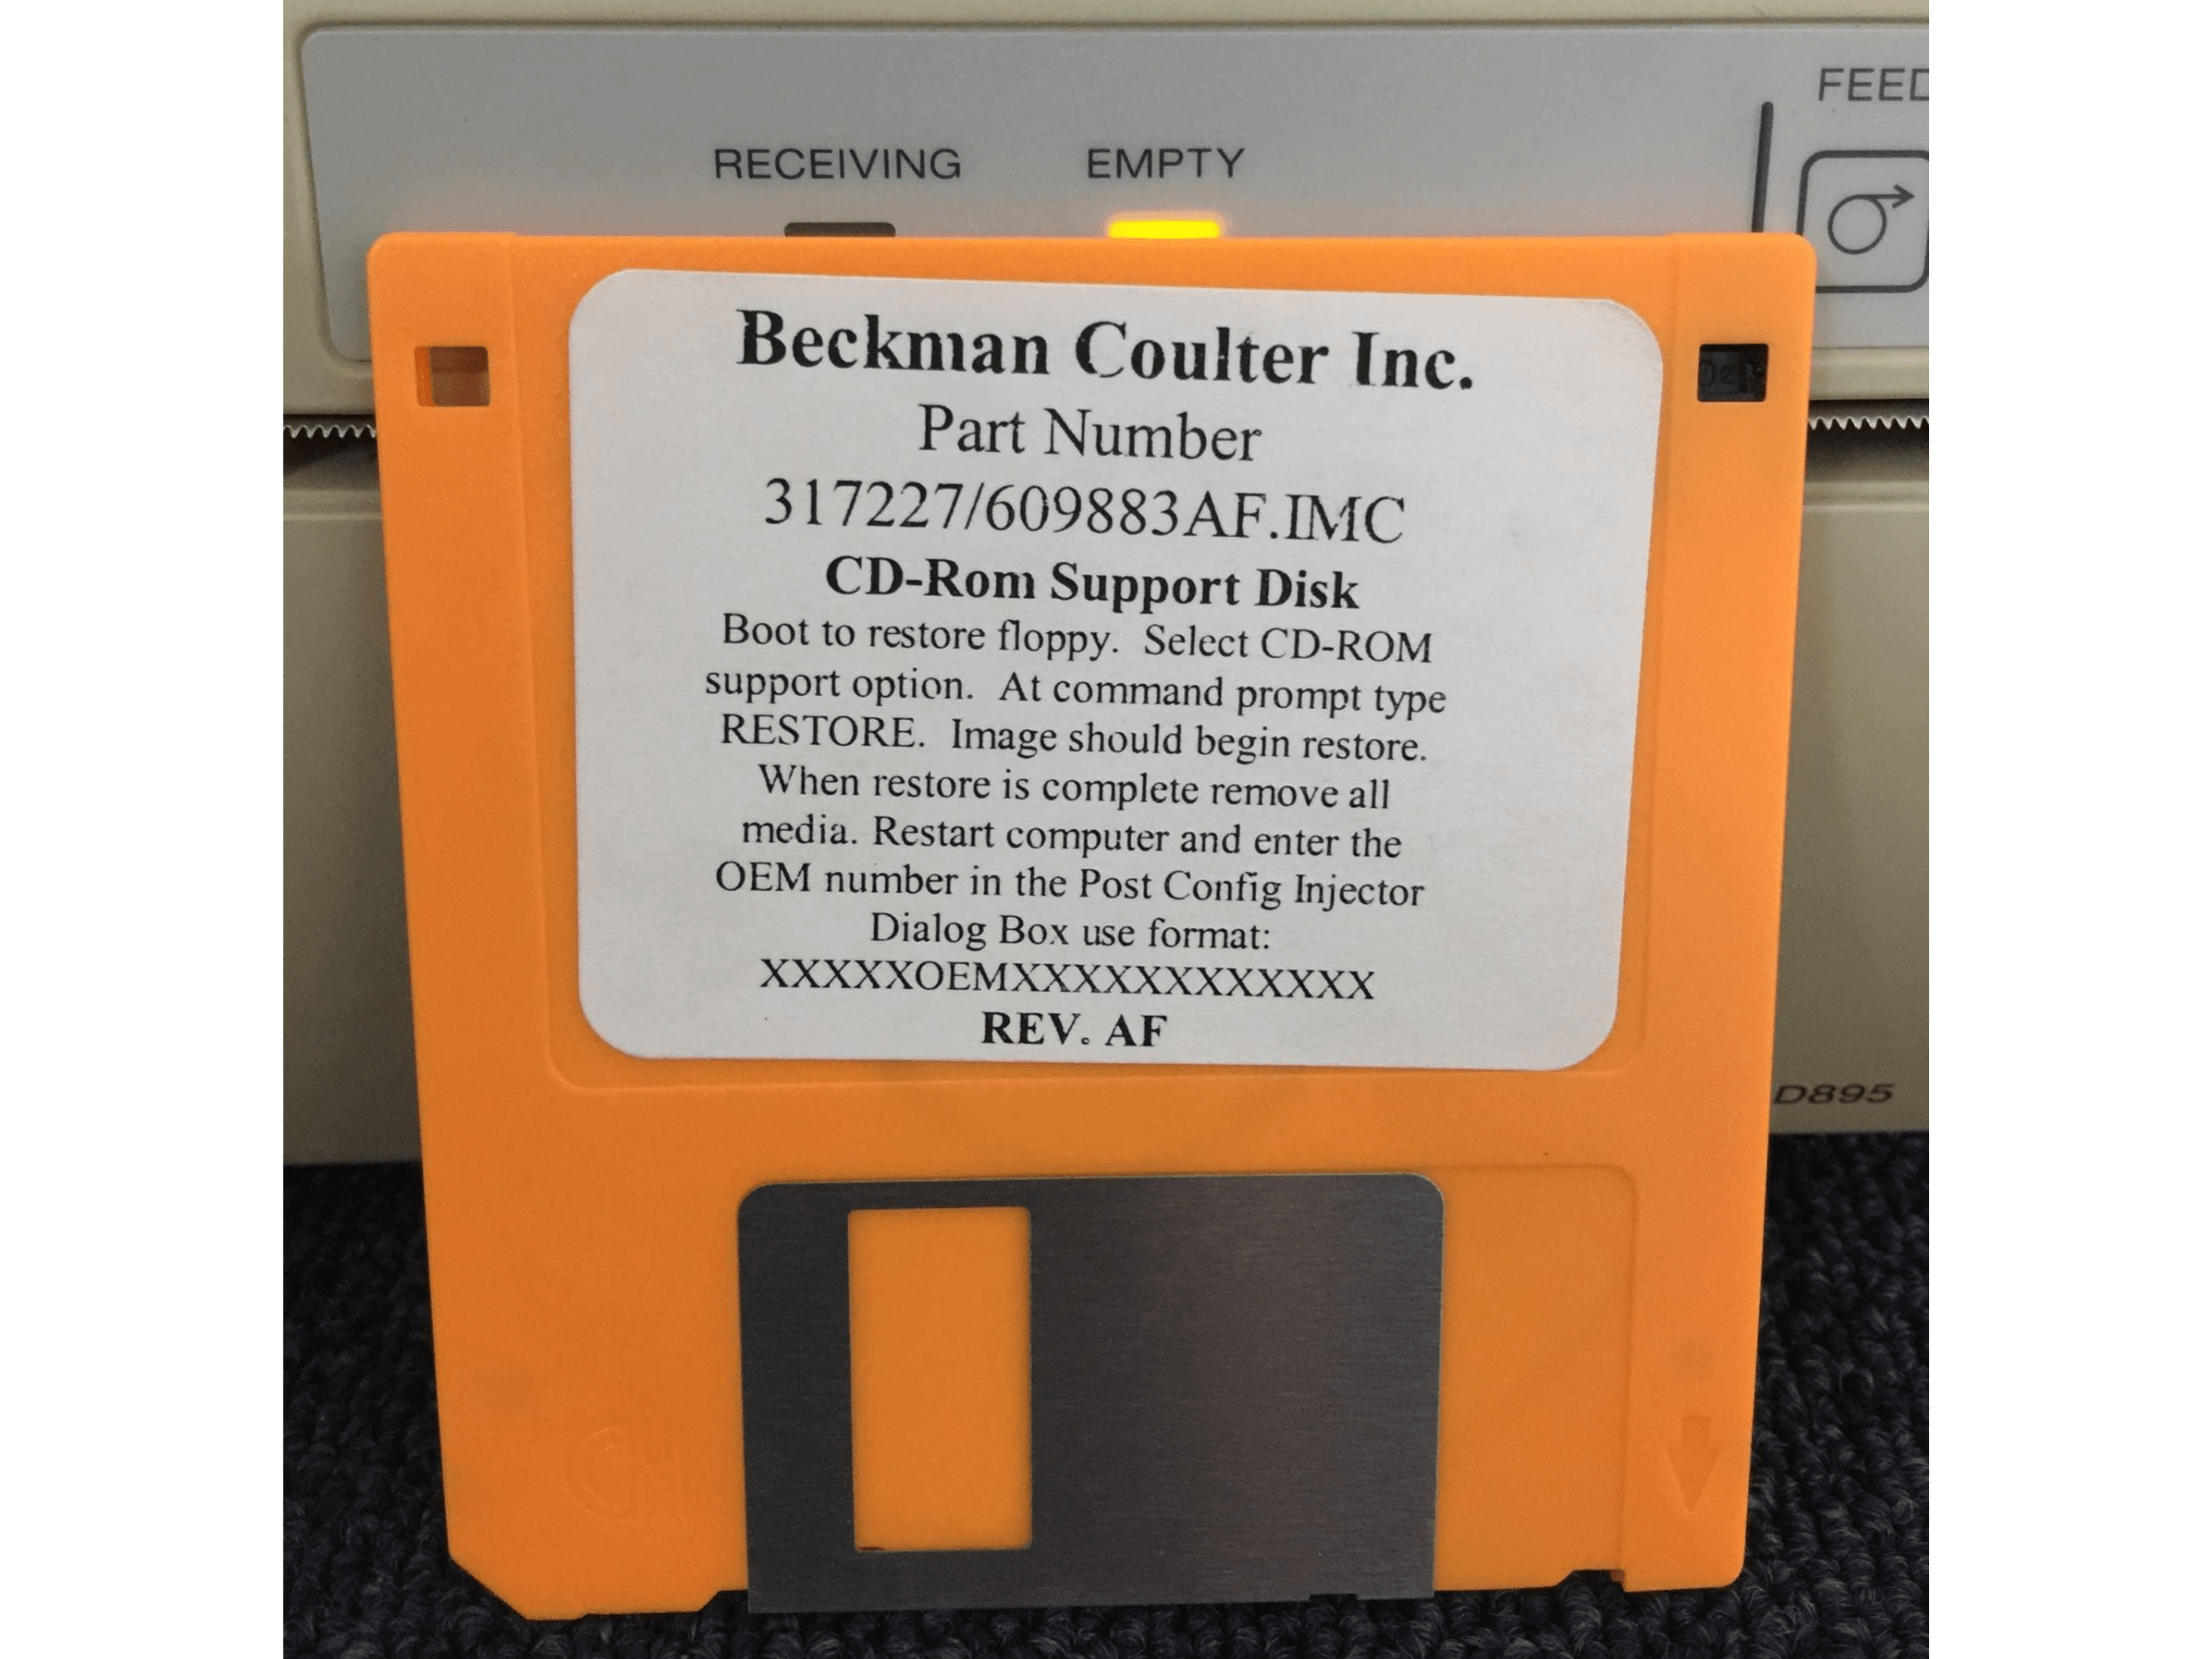 FEED
RECEIVING EMPTY
Beckman Coulter Inc.
Part Number
317227/609883AF.IMC
CD-Rom Support Disk
Boot to restore floppy. Select CD-ROM
support option. At command prompt type
RESTORE. Image should begin restore.
When restore is complete remove all
media. Restart computer and enter the
OEM number in the Post Config Injector
Dialog Box use format:
XXXXXOEMXXXXXXXXXXXX
REV. AF
D895